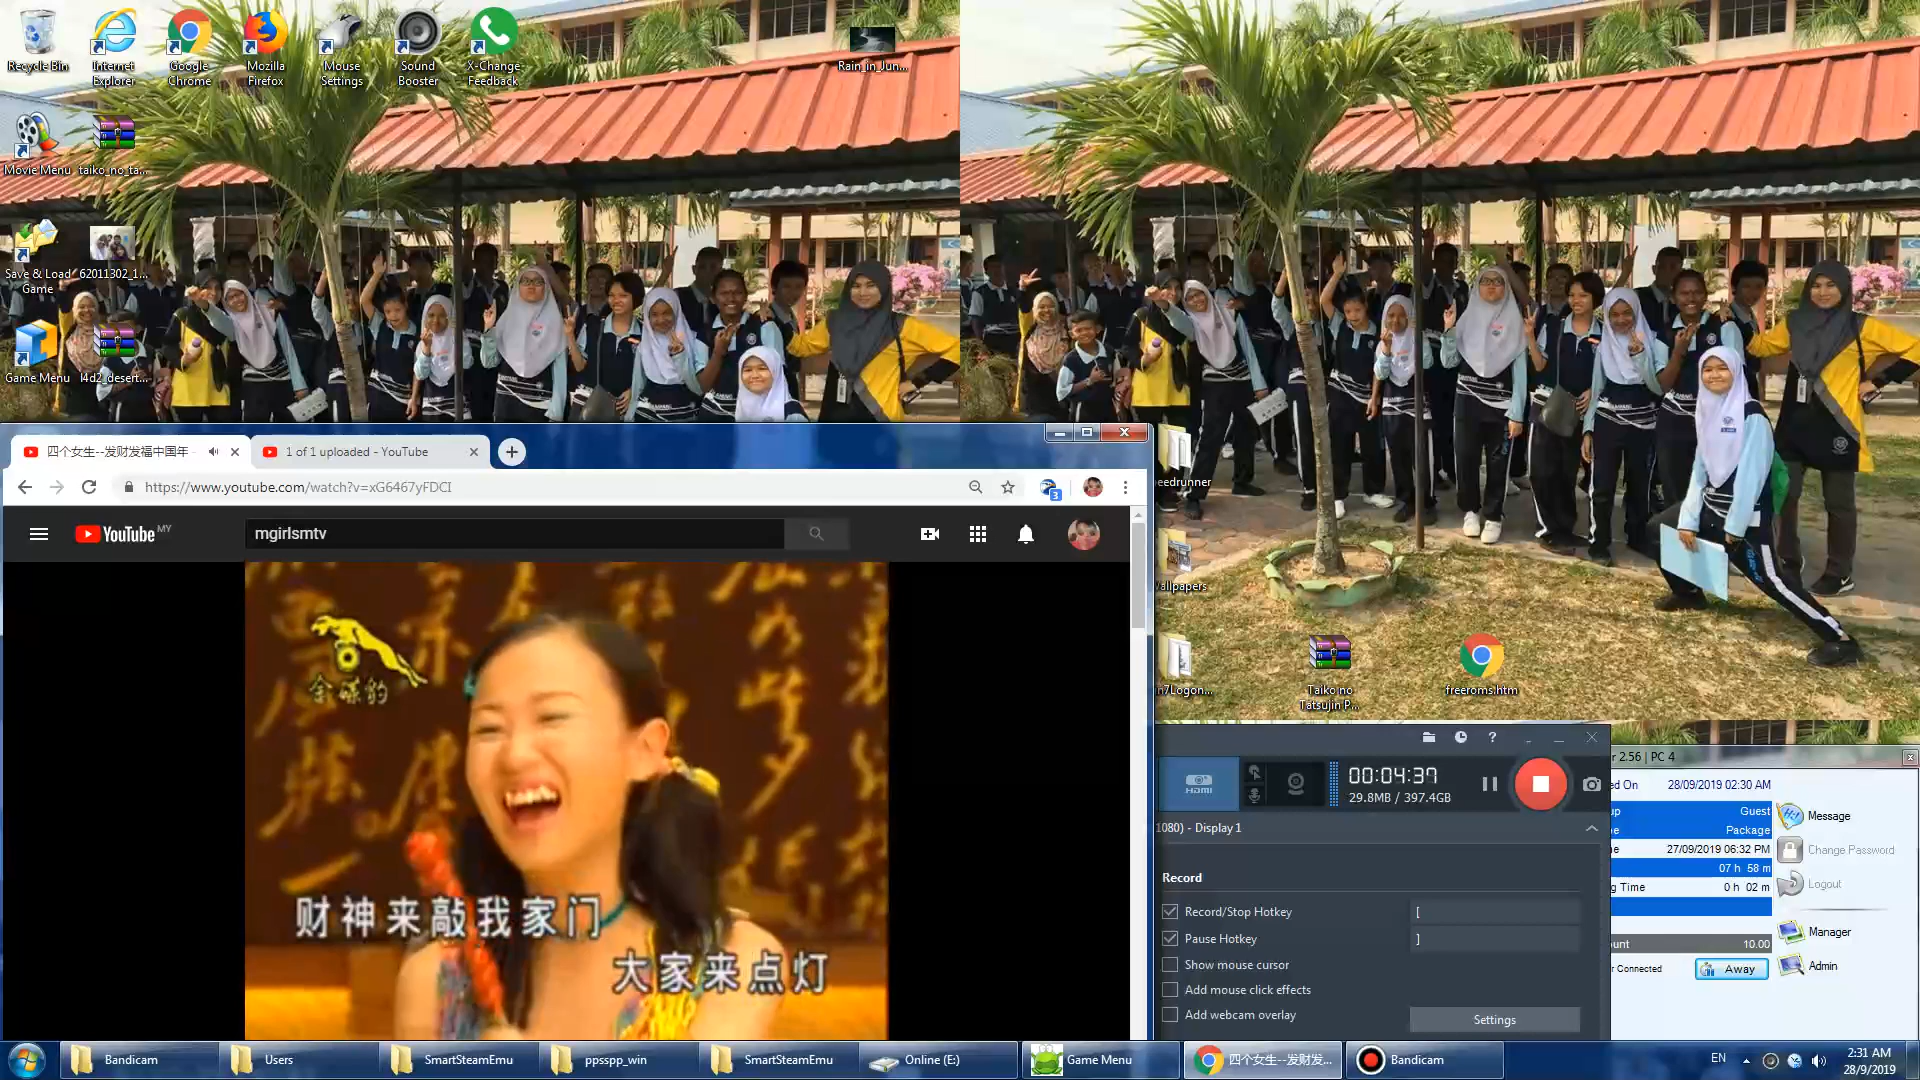 Recycle Bin
Internet Explorer
Google Chrome
Mozilla Firefox
Mouse Settings
Sound Booster
X-Change Feedback
Rain_in_Jun...
Movie Menu
taiko_no_ta...
Save & Load Game
62011302_1...
Game Menu
l4d2_desert...
四个女生--发财发福中国年
1 of 1 uploaded - YouTube
https://www.youtube.com/watch?v=xG6467yFDCI
3
YouTube MY
mgirlsmtv
金碟豹
财神来敲我家门
大家来点灯
eedrunner
allpapers
n7Logon...
Taiko no Tatsujin P...
freeroms.htm
HDMI
00:04:37
29.8MB / 397.4GB
1080) - Display 1
Record
Record/Stop Hotkey
[
Pause Hotkey
]
Show mouse cursor
Add mouse click effects
Add webcam overlay
Settings
r 2.56 | PC 4
ed On 28/09/2019 02:30 AM
up Guest
e Package
e 27/09/2019 06:32 PM
07 h 58 m
g Time 0 h 02 m
unt 10.00
r Connected
Away
Message
Change Password
Logout
Manager
Admin
Bandicam
Users
SmartSteamEmu
ppsspp_win
SmartSteamEmu
Online (E:)
Game Menu
四个女生--发财发...
Bandicam
EN
2:31 AM
28/9/2019